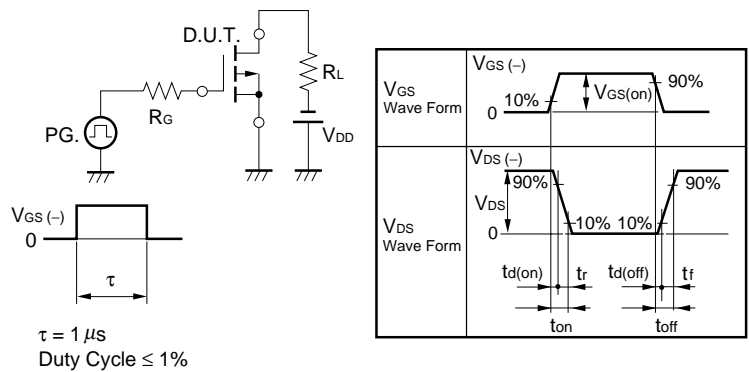 D.U.T.
RL
RG
PG.
VDD
VGS (−)
0
τ
τ = 1 μs
Duty Cycle ≤ 1%
VGS
Wave Form
VGS (−)
10%
VGS(on)
90%
0
VDS
Wave Form
VDS (−)
90%
90%
VDS
10% 10%
0
td(on) tr td(off) tf
ton toff